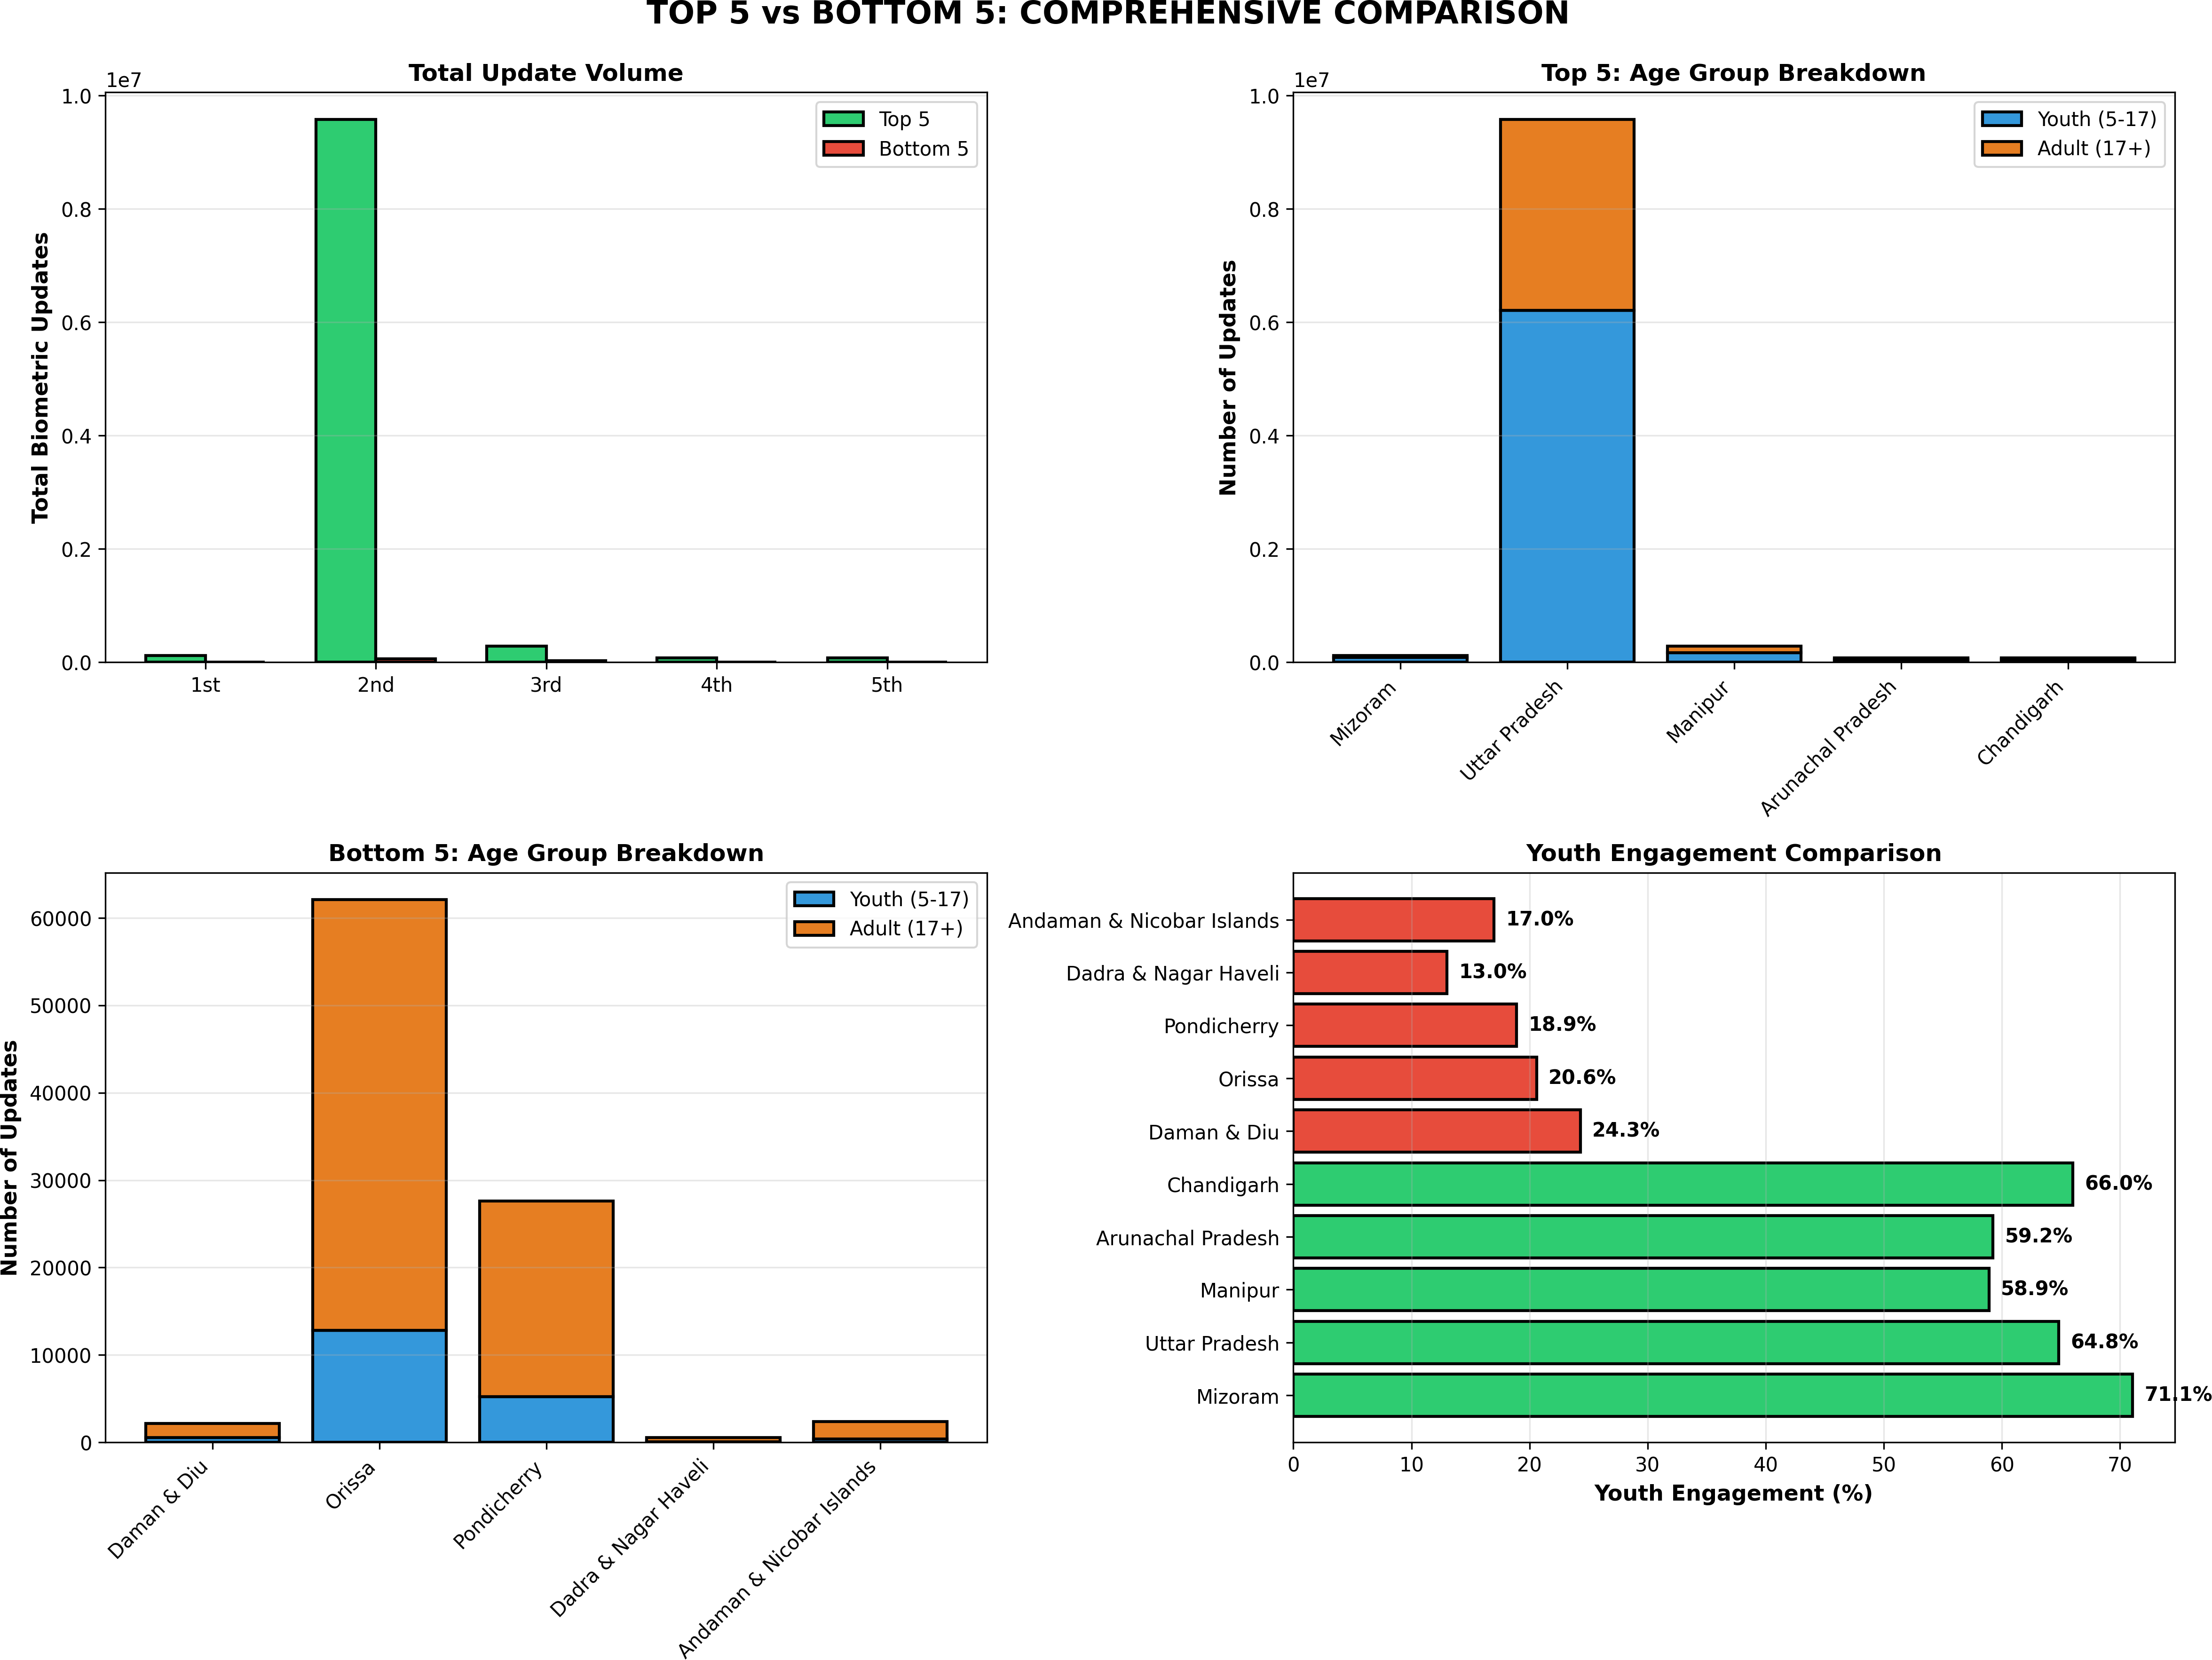 TOP 5 vs BOTTOM 5: COMPREHENSIVE COMPARISON
Total Update Volume
1e7
Total Biometric Updates
1.0
0.8
0.6
0.4
0.2
0.0
Top 5
Bottom 5
1st
2nd
3rd
4th
5th
Top 5: Age Group Breakdown
1e7
Number of Updates
1.0
0.8
0.6
0.4
0.2
0.0
Youth (5-17)
Adult (17+)
Mizoram
Uttar Pradesh
Manipur
Arunachal Pradesh
Chandigarh
Bottom 5: Age Group Breakdown
Number of Updates
60000
50000
40000
30000
20000
10000
0
Youth (5-17)
Adult (17+)
Daman & Diu
Orissa
Pondicherry
Dadra & Nagar Haveli
Andaman & Nicobar Islands
Youth Engagement Comparison
Andaman & Nicobar Islands 17.0%
Dadra & Nagar Haveli 13.0%
Pondicherry 18.9%
Orissa 20.6%
Daman & Diu 24.3%
Chandigarh 66.0%
Arunachal Pradesh 59.2%
Manipur 58.9%
Uttar Pradesh 64.8%
Mizoram 71.1%
0 10 20 30 40 50 60 70
Youth Engagement (%)